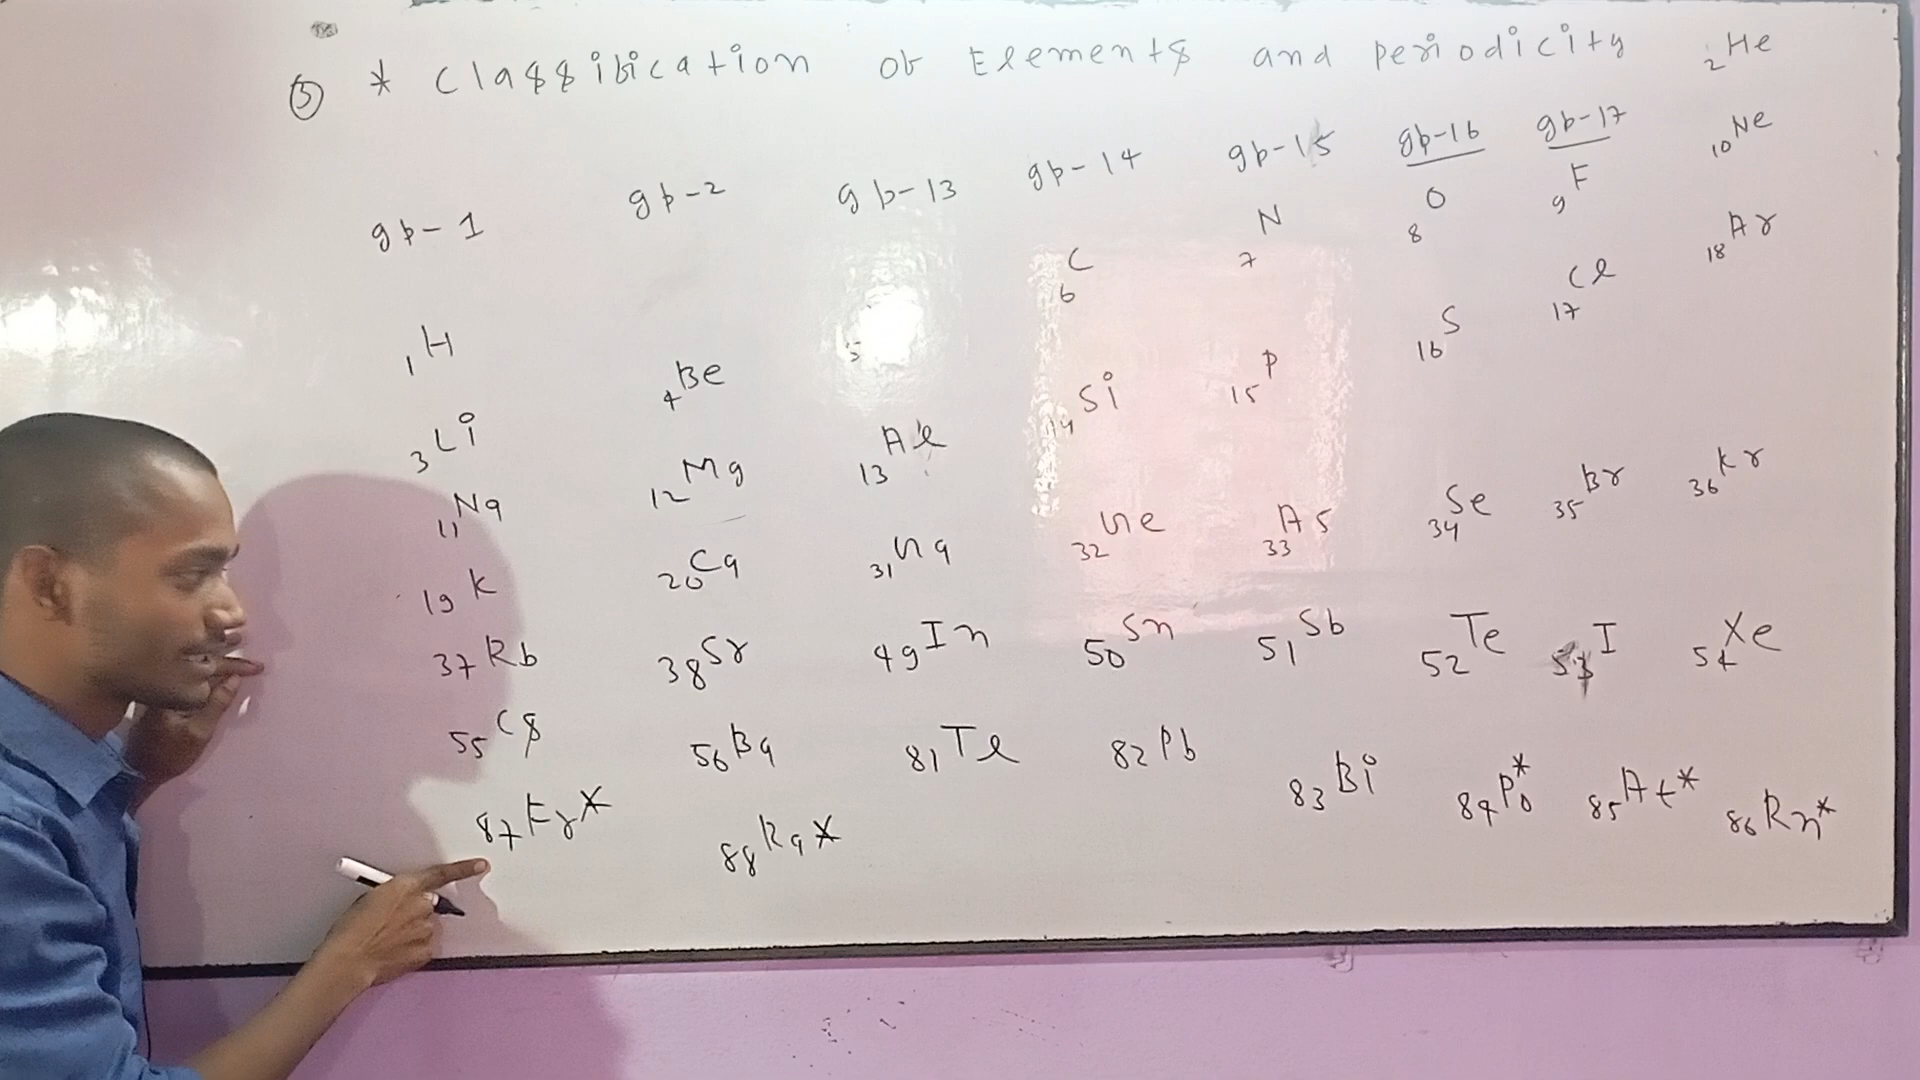 ⑤ * Classification of Elements and periodicity
gp-1 gp-2 gp-13 gp-14 gp-15 gp-16 gp-17 2He
1H 4Be 5 6C 7N 8O 9F 10Ne
3Li 12Mg 13Al 14Si 15P 16S 17Cl 18Ar
11Na 20Ca 31Ga 32Ge 33As 34Se 35Br 36Kr
19K 38Sr 49In 50Sn 51Sb 52Te 53I 54Xe
37Rb 56Ba 81Tl 82Pb 83Bi 84Po* 85At* 86Rn*
55Cs 88Ra*
87Fr*